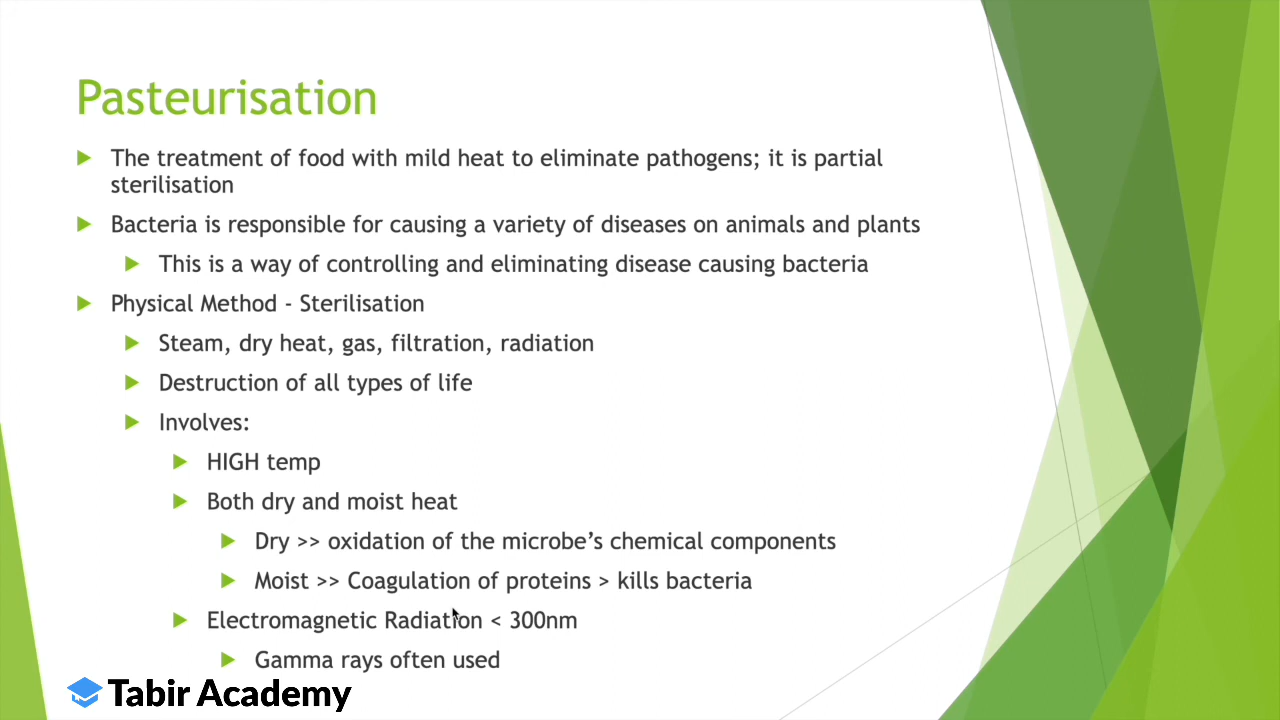 Pasteurisation
The treatment of food with mild heat to eliminate pathogens; it is partial
sterilisation
Bacteria is responsible for causing a variety of diseases on animals and plants
This is a way of controlling and eliminating disease causing bacteria
Physical Method - Sterilisation
Steam, dry heat, gas, filtration, radiation
Destruction of all types of life
Involves:
HIGH temp
Both dry and moist heat
Dry >> oxidation of the microbe’s chemical components
Moist >> Coagulation of proteins > kills bacteria
Electromagnetic Radiation < 300nm
Gamma rays often used
Tabir Academy